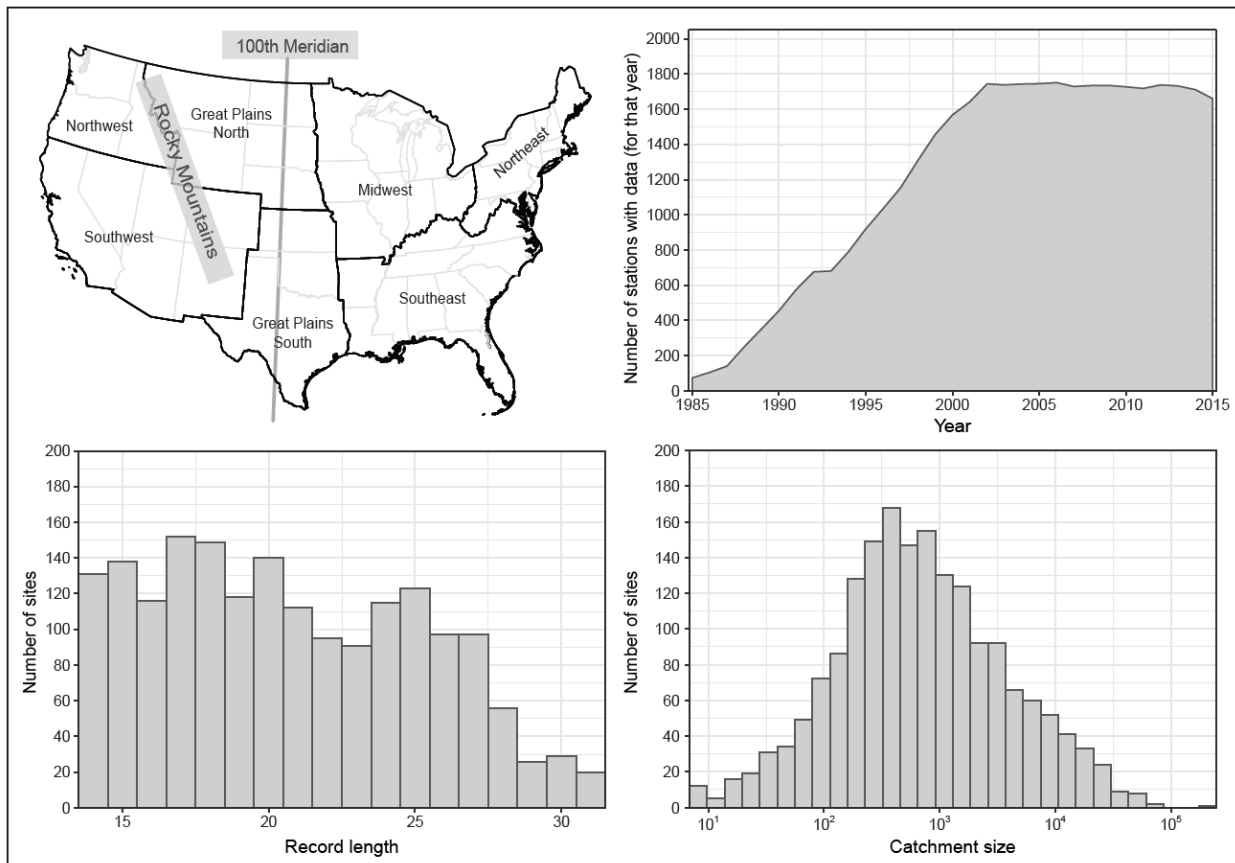 100th Meridian
Northwest
Rocky Mountains
Great Plains
North
Midwest
Northeast
Southwest
Southeast
Great Plains
South
Number of stations with data (for that year)
2000
1800
1600
1400
1200
1000
800
600
400
200
0
1985 1990 1995 2000 2005 2010 2015
Year
Number of sites
200
180
160
140
120
100
80
60
40
20
0
15 20 25 30
Record length
Number of sites
200
180
160
140
120
100
80
60
40
20
0
10¹ 10² 10³ 10⁴ 10⁵
Catchment size